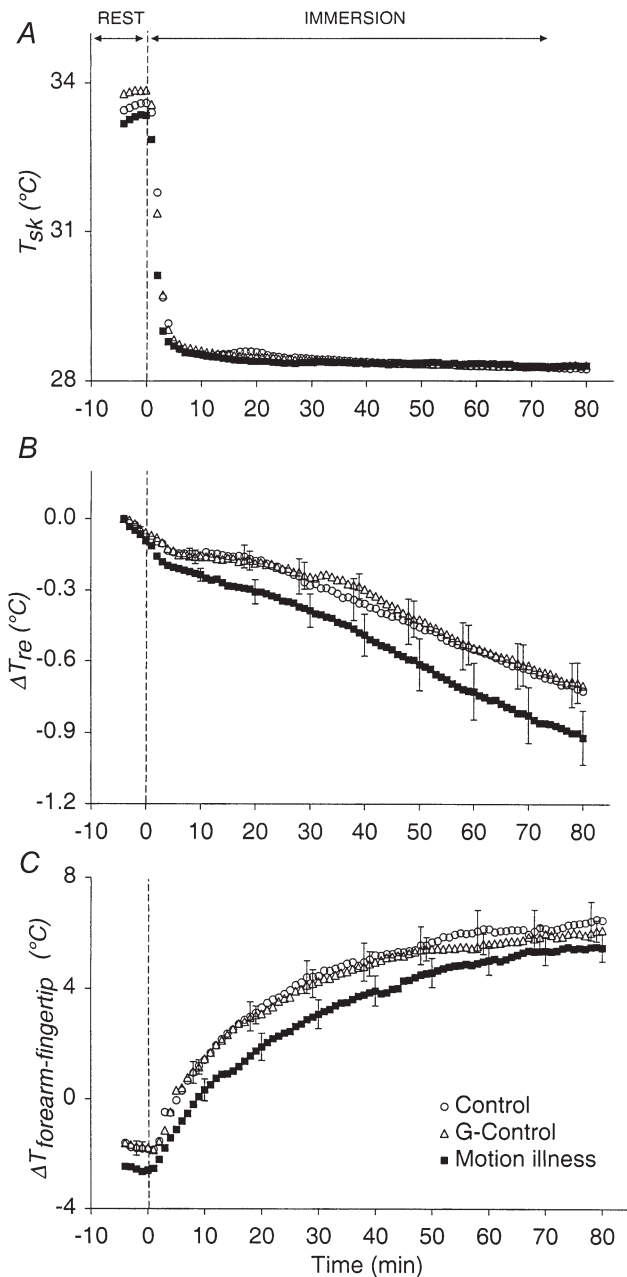 A
REST
IMMERSION
34
31
28
Tsk (°C)
-10 0 10 20 30 40 50 60 70 80
B
0.0
-0.3
-0.6
-0.9
-1.2
ΔTre (°C)
-10 0 10 20 30 40 50 60 70 80
C
8
4
0
-4
ΔTforearm-fingertip (°C)
Control
G-Control
Motion illness
-10 0 10 20 30 40 50 60 70 80
Time (min)